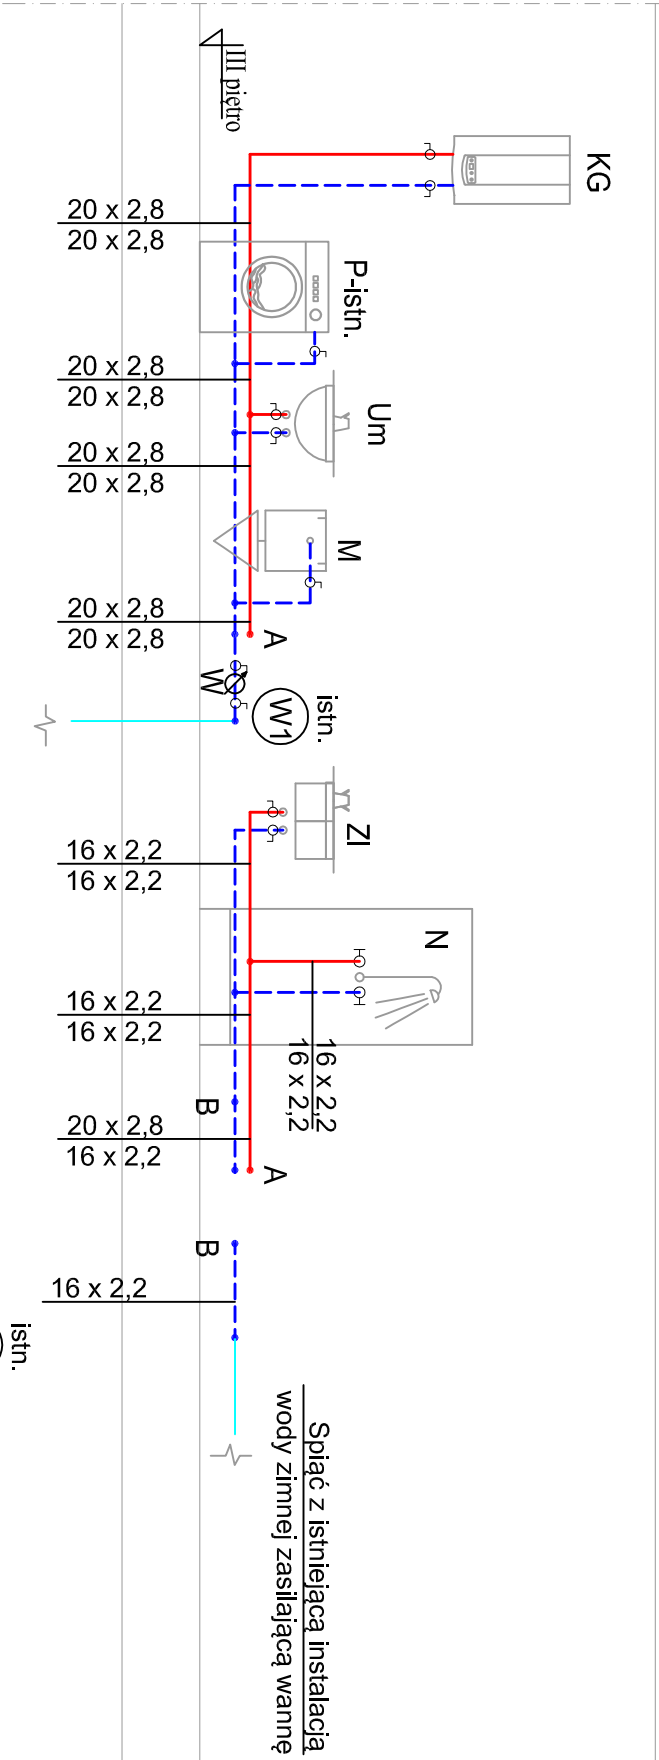 III piętro
KG
20 x 2,8
20 x 2,8
P-istn.
20 x 2,8
20 x 2,8
Um
20 x 2,8
20 x 2,8
M
20 x 2,8
20 x 2,8
A
W
W1
istn.
Zl
16 x 2,2
16 x 2,2
N
16 x 2,2
16 x 2,2
16 x 2,2
16 x 2,2
B
20 x 2,8
16 x 2,2
A
B
16 x 2,2
istn.
Spiąć z istniejącą instalacją
wody zimnej zasilającą wannę